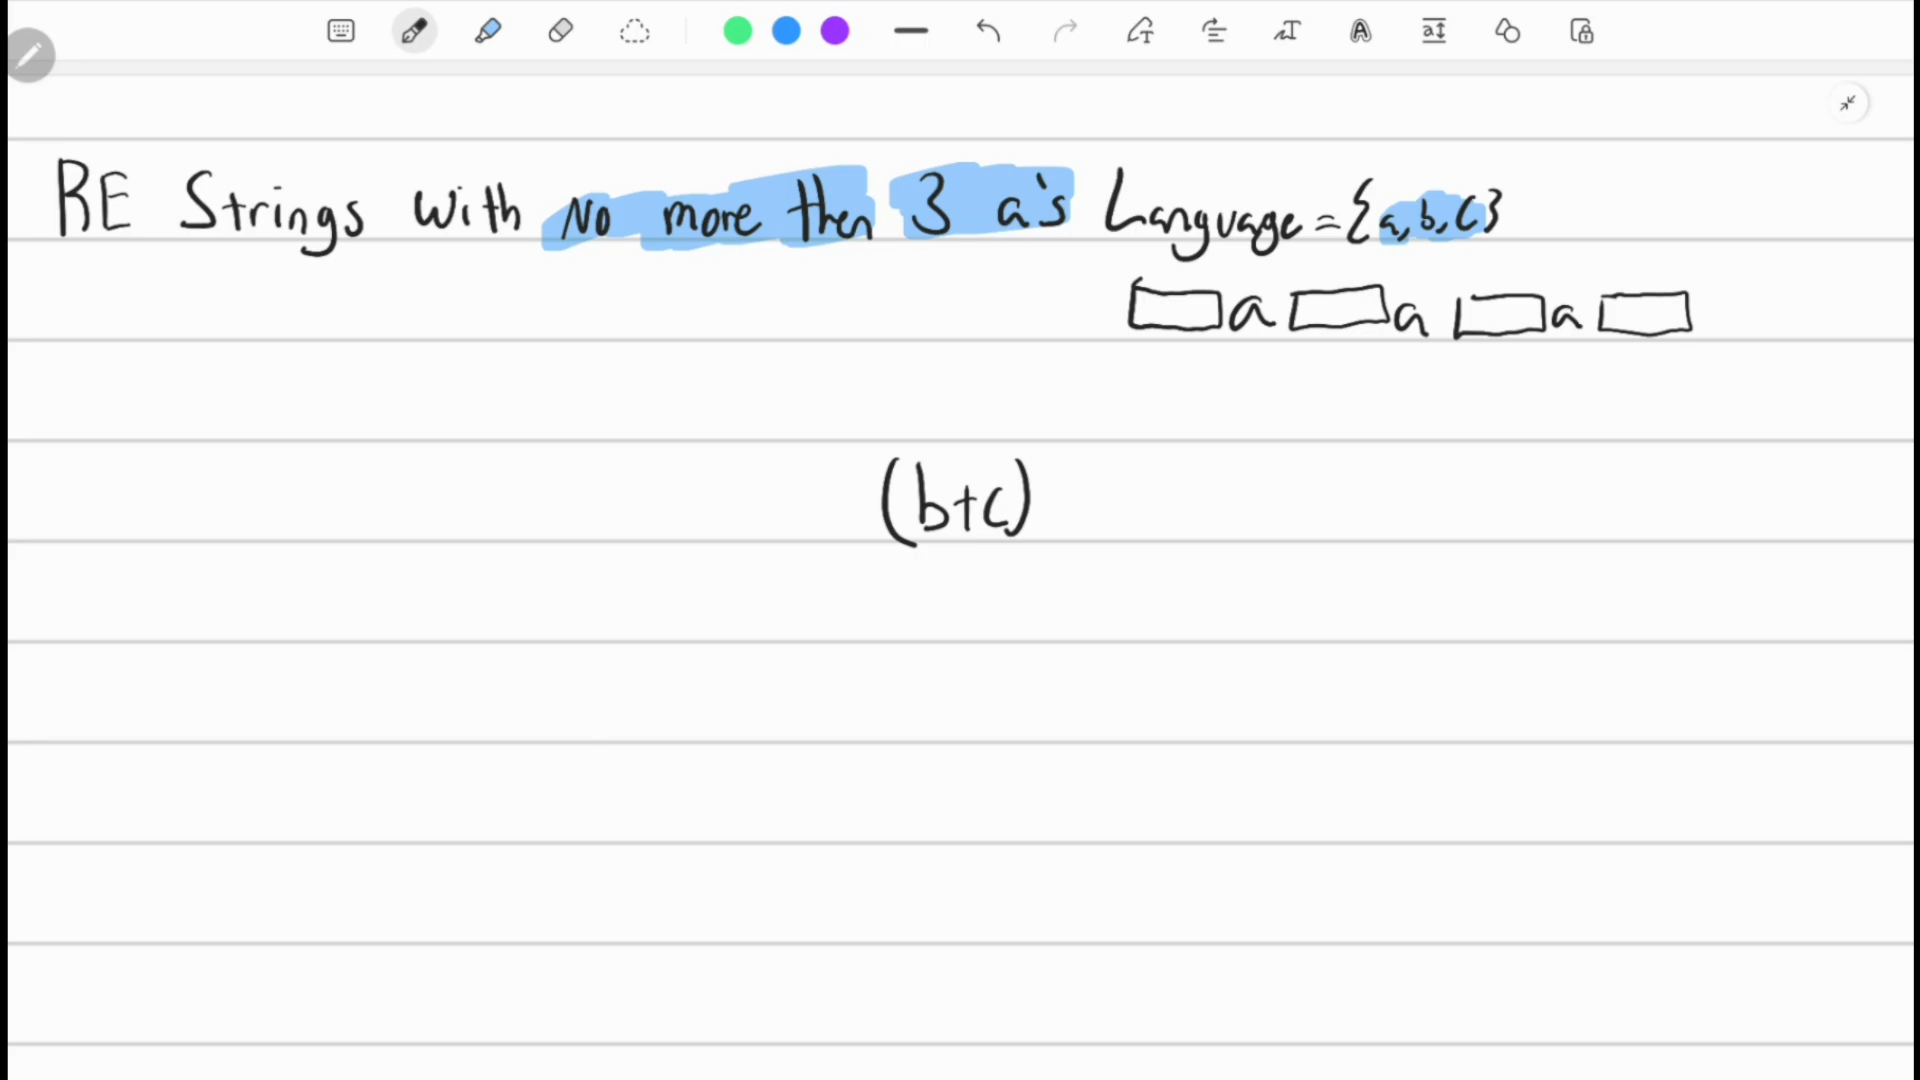 RE Strings with No more then 3 a's Language = {a, b, c}
a a a
(b+c)